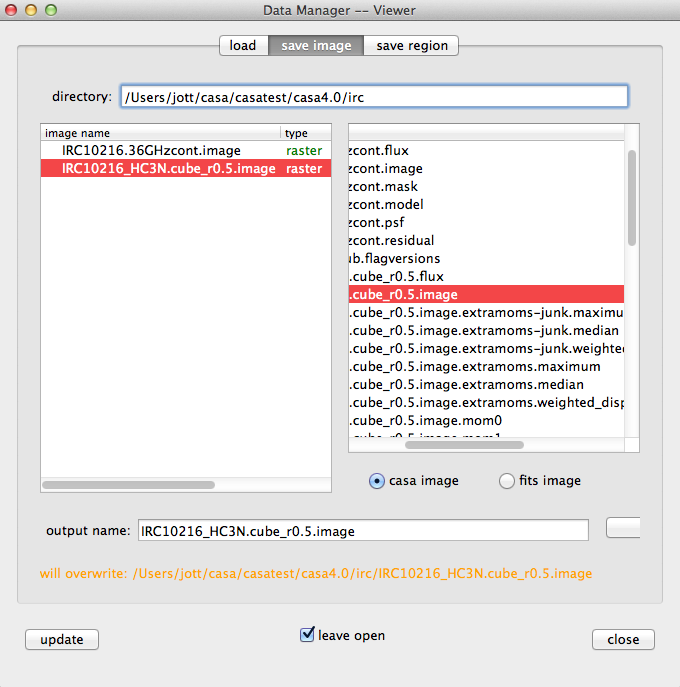 Data Manager -- Viewer
load save image save region
directory: /Users/jott/casa/casatest/casa4.0/irc
image name type
IRC10216.36GHzcont.image raster
IRC10216_HC3N.cube_r0.5.image raster
zcont.flux
zcont.image
zcont.mask
zcont.model
zcont.psf
zcont.residual
ub.flagversions
.cube_r0.5.flux
.cube_r0.5.image
.cube_r0.5.image.extramoms-junk.maximu
.cube_r0.5.image.extramoms-junk.median
.cube_r0.5.image.extramoms-junk.weighted
.cube_r0.5.image.extramoms.maximum
.cube_r0.5.image.extramoms.median
.cube_r0.5.image.extramoms.weighted_disp
.cube_r0.5.image.mom0
.cube_r0.5.image.mom1
casa image fits image
output name: IRC10216_HC3N.cube_r0.5.image
will overwrite: /Users/jott/casa/casatest/casa4.0/irc/IRC10216_HC3N.cube_r0.5.image
update leave open close